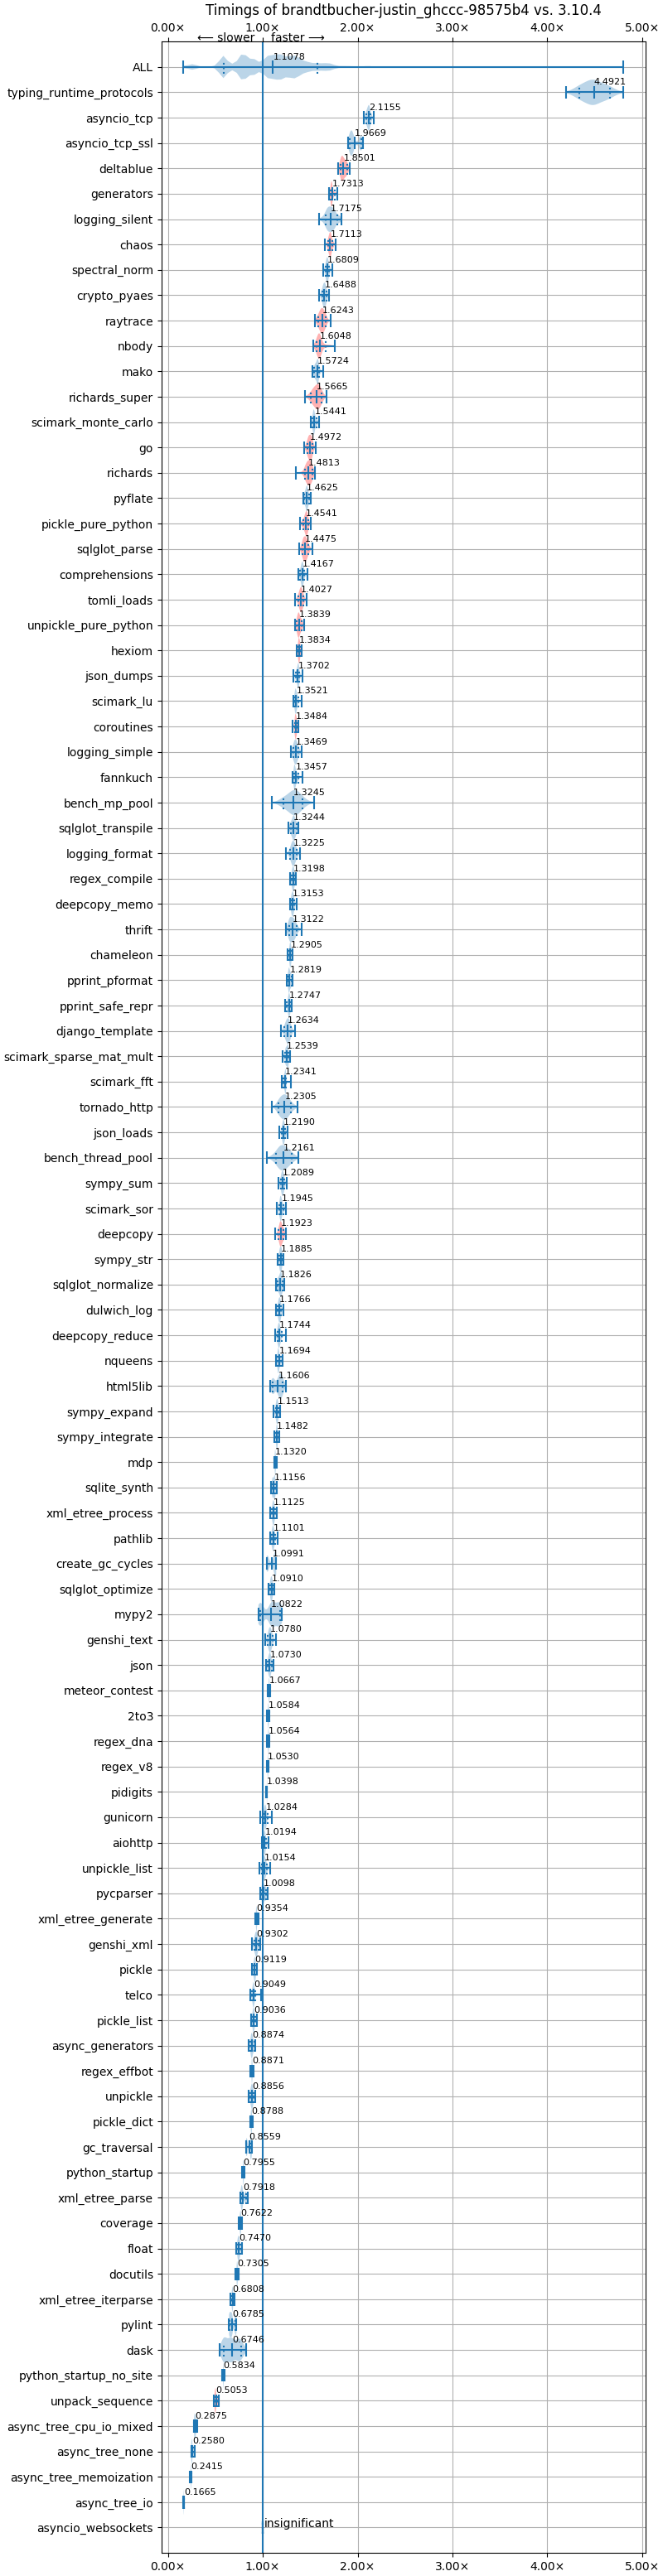 Timings of brandtbucher-justin_ghccc-98575b4 vs. 3.10.4
0.00× 1.00× 2.00× 3.00× 4.00× 5.00×
⟵ slower faster ⟶
ALL 1.1078
typing_runtime_protocols 4.4921
asyncio_tcp 2.1155
asyncio_tcp_ssl 1.9669
deltablue 1.8501
generators 1.7313
logging_silent 1.7175
chaos 1.7113
spectral_norm 1.6809
crypto_pyaes 1.6488
raytrace 1.6243
nbody 1.6048
mako 1.5724
richards_super 1.5665
scimark_monte_carlo 1.5441
go 1.4972
richards 1.4813
pyflate 1.4625
pickle_pure_python 1.4541
sqlglot_parse 1.4475
comprehensions 1.4167
tomli_loads 1.4027
unpickle_pure_python 1.3839
hexiom 1.3834
json_dumps 1.3702
scimark_lu 1.3521
coroutines 1.3484
logging_simple 1.3469
fannkuch 1.3457
bench_mp_pool 1.3245
sqlglot_transpile 1.3244
logging_format 1.3225
regex_compile 1.3198
deepcopy_memo 1.3153
thrift 1.3122
chameleon 1.2905
pprint_pformat 1.2819
pprint_safe_repr 1.2747
django_template 1.2634
scimark_sparse_mat_mult 1.2539
scimark_fft 1.2341
tornado_http 1.2305
json_loads 1.2190
bench_thread_pool 1.2161
sympy_sum 1.2089
scimark_sor 1.1945
deepcopy 1.1923
sympy_str 1.1885
sqlglot_normalize 1.1826
dulwich_log 1.1766
deepcopy_reduce 1.1744
nqueens 1.1694
html5lib 1.1606
sympy_expand 1.1513
sympy_integrate 1.1482
mdp 1.1320
sqlite_synth 1.1156
xml_etree_process 1.1125
pathlib 1.1101
create_gc_cycles 1.0991
sqlglot_optimize 1.0910
mypy2 1.0822
genshi_text 1.0780
json 1.0730
meteor_contest 1.0667
2to3 1.0584
regex_dna 1.0564
regex_v8 1.0530
pidigits 1.0398
gunicorn 1.0284
aiohttp 1.0194
unpickle_list 1.0154
pycparser 1.0098
xml_etree_generate 0.9354
genshi_xml 0.9302
pickle 0.9119
telco 0.9049
pickle_list 0.9036
async_generators 0.8874
regex_effbot 0.8871
unpickle 0.8856
pickle_dict 0.8788
gc_traversal 0.8559
python_startup 0.7955
xml_etree_parse 0.7918
coverage 0.7622
float 0.7470
docutils 0.7305
xml_etree_iterparse 0.6808
pylint 0.6785
dask 0.6746
python_startup_no_site 0.5834
unpack_sequence 0.5053
async_tree_cpu_io_mixed 0.2875
async_tree_none 0.2580
async_tree_memoization 0.2415
async_tree_io 0.1665
asyncio_websockets insignificant
0.00× 1.00× 2.00× 3.00× 4.00× 5.00×